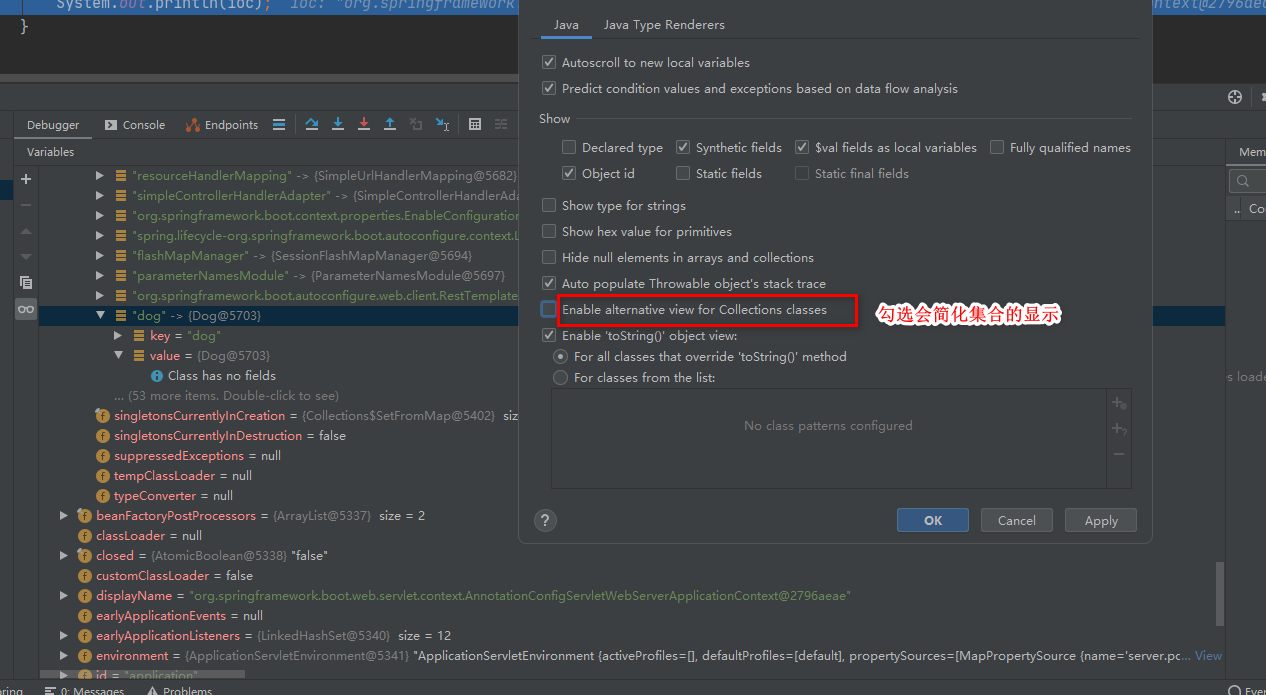 System.out.println(ioc);  ioc: "org.springframework
ntext@2796aeae
}
Java
Java Type Renderers
Autoscroll to new local variables
Predict condition values and exceptions based on data flow analysis
Show
Declared type
Synthetic fields
$val fields as local variables
Fully qualified names
Object id
Static fields
Static final fields
Show type for strings
Show hex value for primitives
Hide null elements in arrays and collections
Auto populate Throwable object's stack trace
Enable alternative view for Collections classes
勾选会简化集合的显示
Enable 'toString()' object view:
For all classes that override 'toString()' method
For classes from the list:
No class patterns configured
?
OK
Cancel
Apply
Debugger
Console
Endpoints
Variables
"resourceHandlerMapping" -> {SimpleUrlHandlerMapping@5682}
"simpleControllerHandlerAdapter" -> {SimpleControllerHandlerAda
"org.springframework.boot.context.properties.EnableConfiguration
"spring.lifecycle-org.springframework.boot.autoconfigure.context.L
"flashMapManager" -> {SessionFlashMapManager@5694}
"parameterNamesModule" -> {ParameterNamesModule@5697}
"org.springframework.boot.autoconfigure.web.client.RestTemplate
"dog" -> {Dog@5703}
key = "dog"
value = {Dog@5703}
Class has no fields
... (53 more items. Double-click to see)
singletonsCurrentlyInCreation = {Collections$SetFromMap@5402}  siz
singletonsCurrentlyInDestruction = false
suppressedExceptions = null
tempClassLoader = null
typeConverter = null
beanFactoryPostProcessors = {ArrayList@5337}  size = 2
classLoader = null
closed = {AtomicBoolean@5338} "false"
customClassLoader = false
displayName = "org.springframework.boot.web.servlet.context.AnnotationConfigServletWebServerApplicationContext@2796aeae"
earlyApplicationEvents = null
earlyApplicationListeners = {LinkedHashSet@5340}  size = 12
environment = {ApplicationServletEnvironment@5341} "ApplicationServletEnvironment {activeProfiles=[], defaultProfiles=[default], propertySources=[MapPropertySource {name='server.pc... View
id = "application"
Mem
.. Co
s loade
ring
0: Messages
Problems
Ever